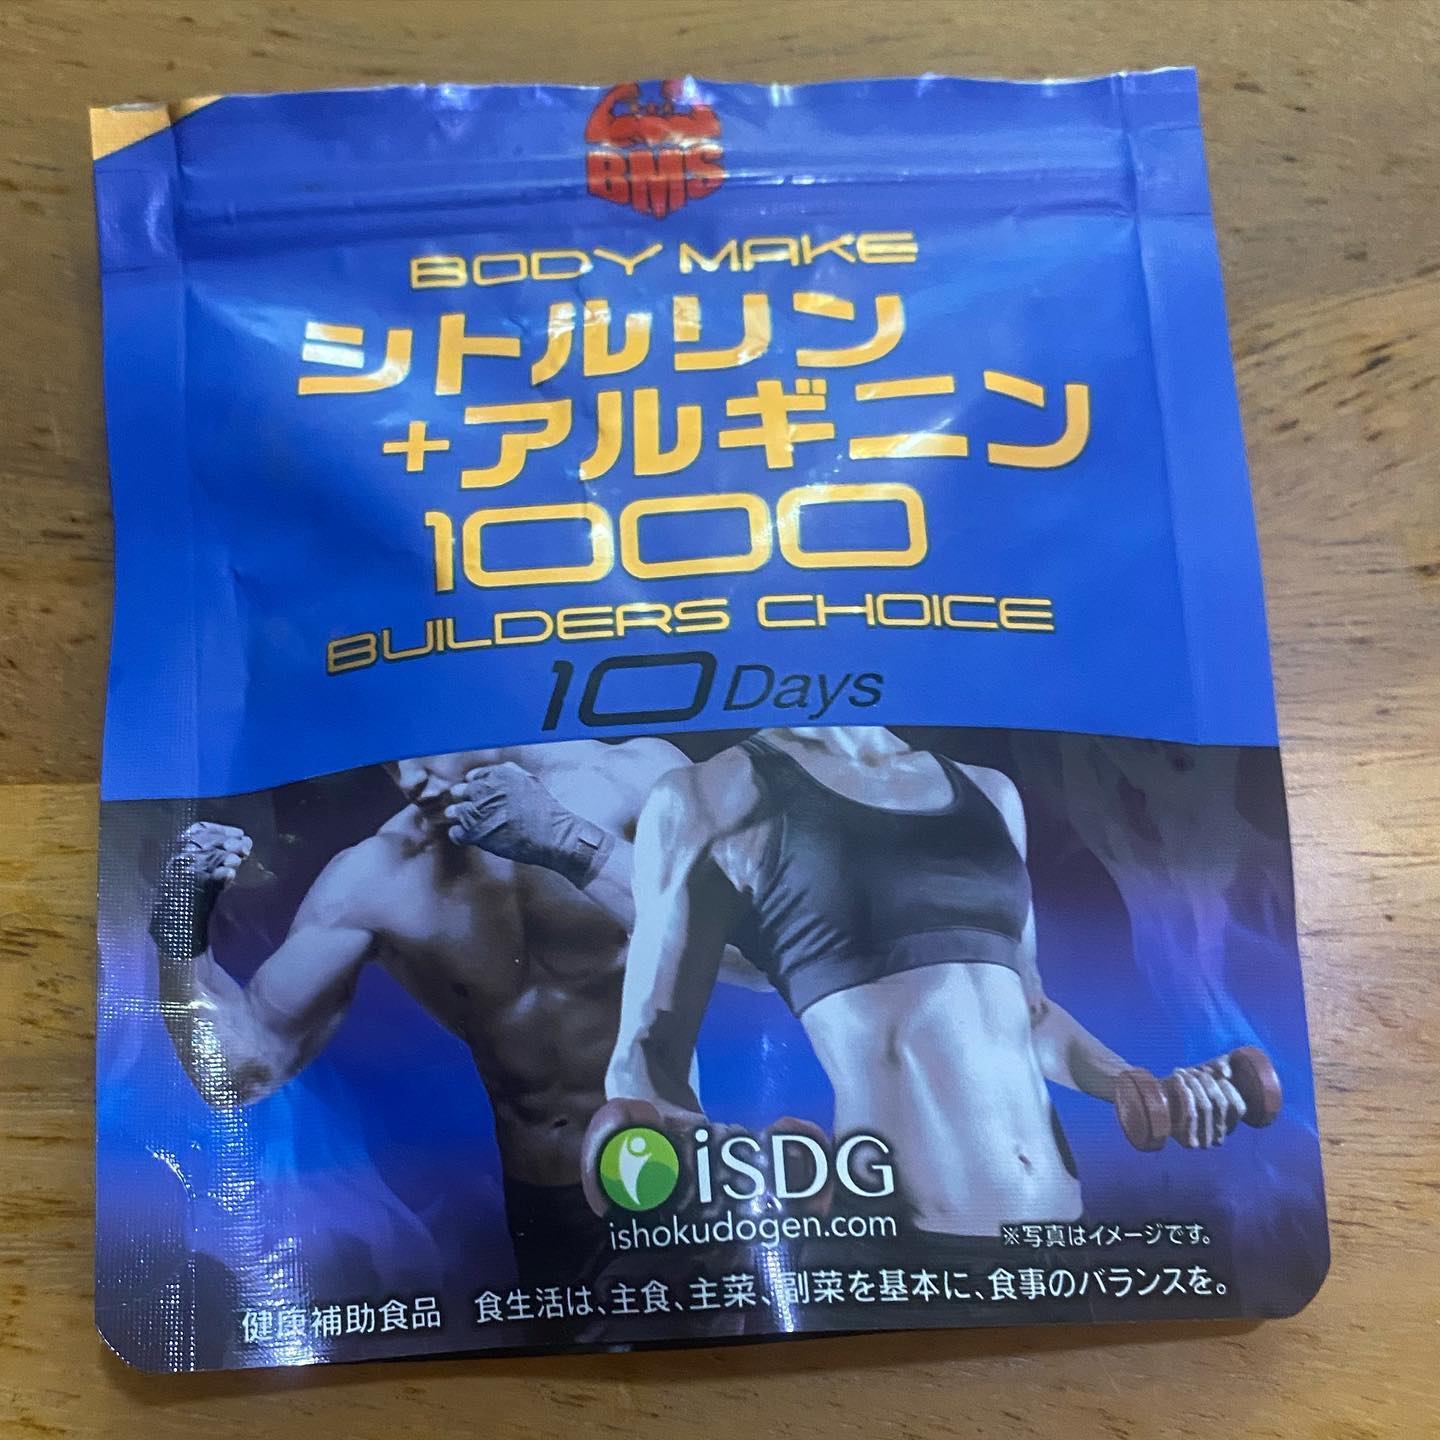 BMS
BODY MAKE
シトルリン
+アルギニン
1000
BUILDERS CHOICE
10 Days
iSDG
ishokudogen.com
※写真はイメージです。
健康補助食品 食生活は、主食、主菜、副菜を基本に、食事のバランスを。